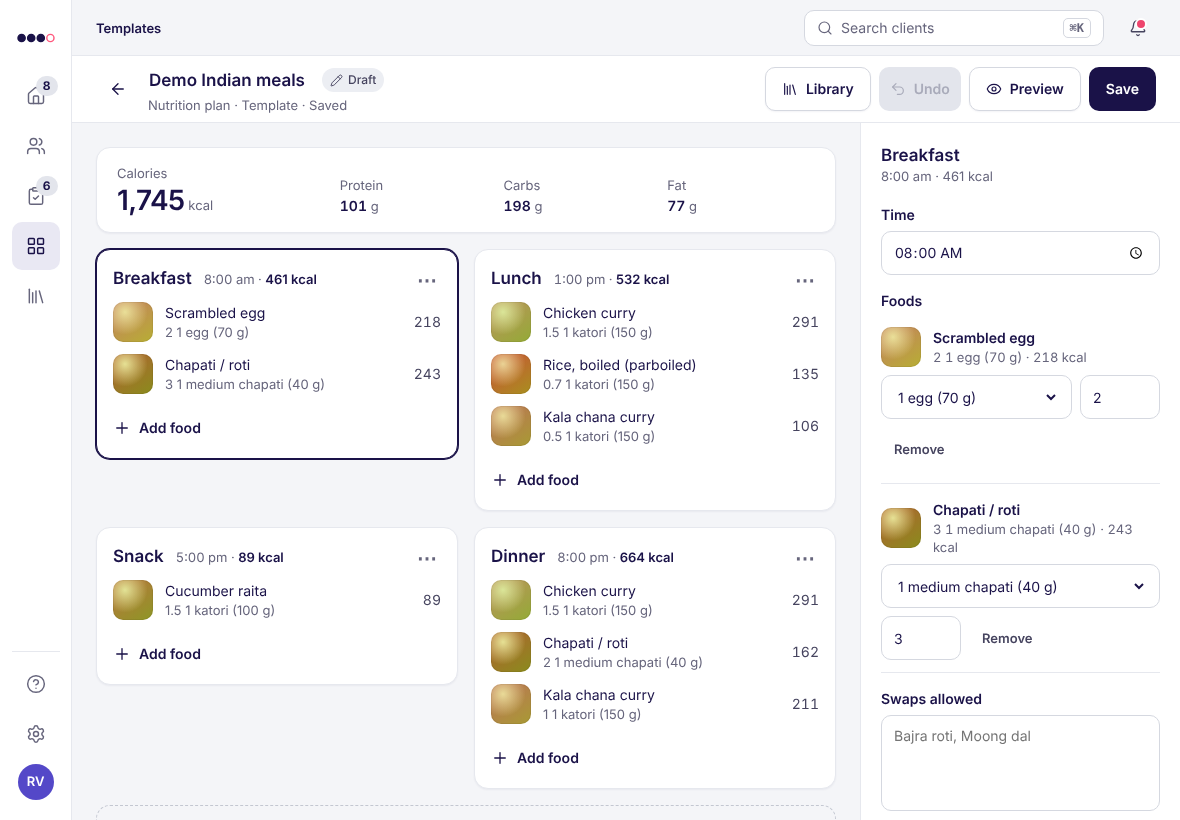 Templates
Search clients
⌘K
8
6
Demo Indian meals
Draft
Nutrition plan · Template · Saved
Library
Undo
Preview
Save
Calories
1,745 kcal
Protein
101 g
Carbs
198 g
Fat
77 g
Breakfast 8:00 am · 461 kcal
Scrambled egg
2 1 egg (70 g)
218
Chapati / roti
3 1 medium chapati (40 g)
243
Add food
Lunch 1:00 pm · 532 kcal
Chicken curry
1.5 1 katori (150 g)
291
Rice, boiled (parboiled)
0.7 1 katori (150 g)
135
Kala chana curry
0.5 1 katori (150 g)
106
Add food
Snack 5:00 pm · 89 kcal
Cucumber raita
1.5 1 katori (100 g)
89
Add food
Dinner 8:00 pm · 664 kcal
Chicken curry
1.5 1 katori (150 g)
291
Chapati / roti
2 1 medium chapati (40 g)
162
Kala chana curry
1 1 katori (150 g)
211
Add food
Breakfast
8:00 am · 461 kcal
Time
08:00 AM
Foods
Scrambled egg
2 1 egg (70 g) · 218 kcal
1 egg (70 g)
2
Remove
Chapati / roti
3 1 medium chapati (40 g) · 243
kcal
1 medium chapati (40 g)
3
Remove
Swaps allowed
Bajra roti, Moong dal
RV